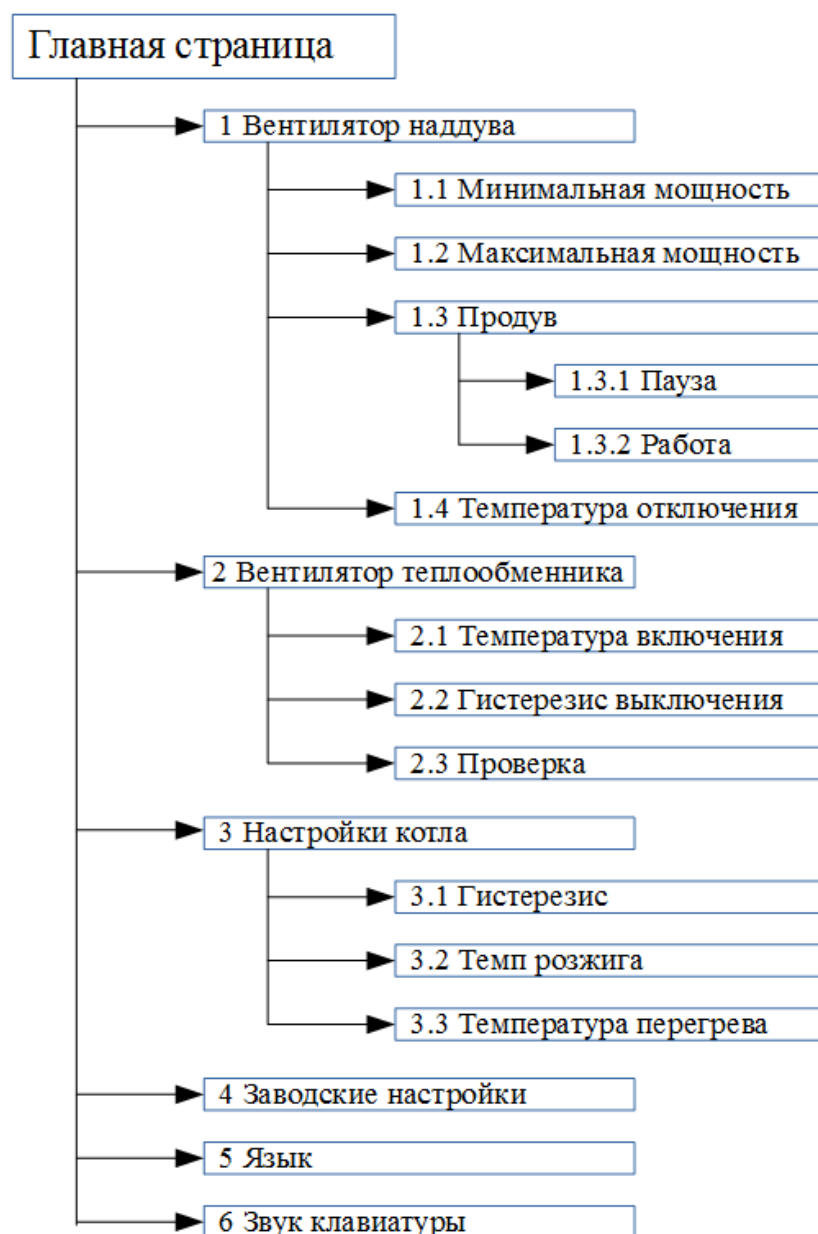 Главная страница
1 Вентилятор наддува
1.1 Минимальная мощность
1.2 Максимальная мощность
1.3 Продув
1.3.1 Пауза
1.3.2 Работа
1.4 Температура отключения
2 Вентилятор теплообменника
2.1 Температура включения
2.2 Гистерезис выключения
2.3 Проверка
3 Настройки котла
3.1 Гистерезис
3.2 Темп розжига
3.3 Температура перегрева
4 Заводские настройки
5 Язык
6 Звук клавиатуры